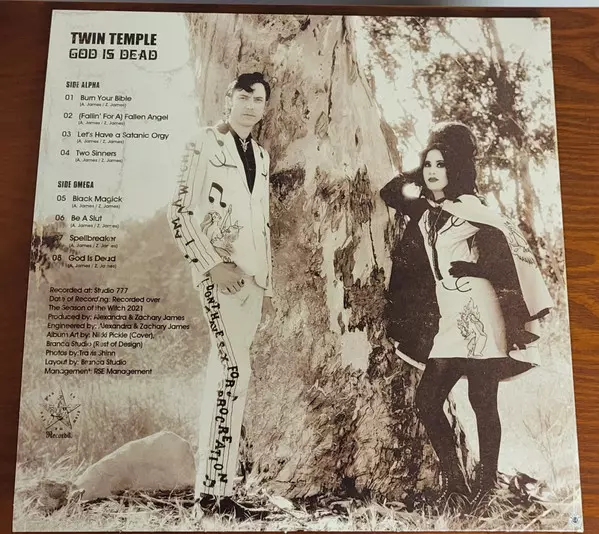 TWIN TEMPLE
GOD IS DEAD
SIDE ALPHA
01 Burn Your Bible
(A. James / Z. James)
02 (Fallin' For A) Fallen Angel
(A. James / Z. James)
03 Let's Have a Satanic Orgy
(A. James / Z. James)
04 Two Sinners
(A. James / Z. James)
SIDE OMEGA
05 Black Magick
(A. James / Z. James)
06 Be A Slut
(A. James / Z. James)
07 Spellbreaker
(A. James / Z. James)
08 God Is Dead
(A. James / Z. James)
Recorded at: Studio 777
Date of Recording: Recorded over
The Season of the Witch 2021
Produced by: Alexandra & Zachary James
Engineered by: Alexandra & Zachary James
Album Art by: Nikki Pickle (Cover),
Branca Studio (Rest of Design)
Photos by: Travis Shinn
Layout by: Branca Studio
Management: RSE Management
Records
I DON'T HAVE SEX FOR PROCREATION